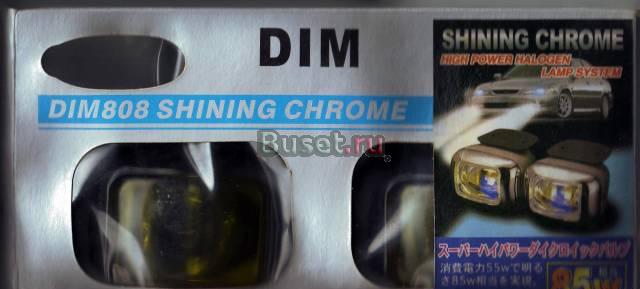 DIM
DIM808 SHINING CHROME
SHINING CHROME
HIGH POWER HALOGEN
LAMP SYSTEM
Buset.ru
スーパーハイパワーダイクロイックバルブ
消費電力55wで明る
さ85w相当を実現。
相当
85w